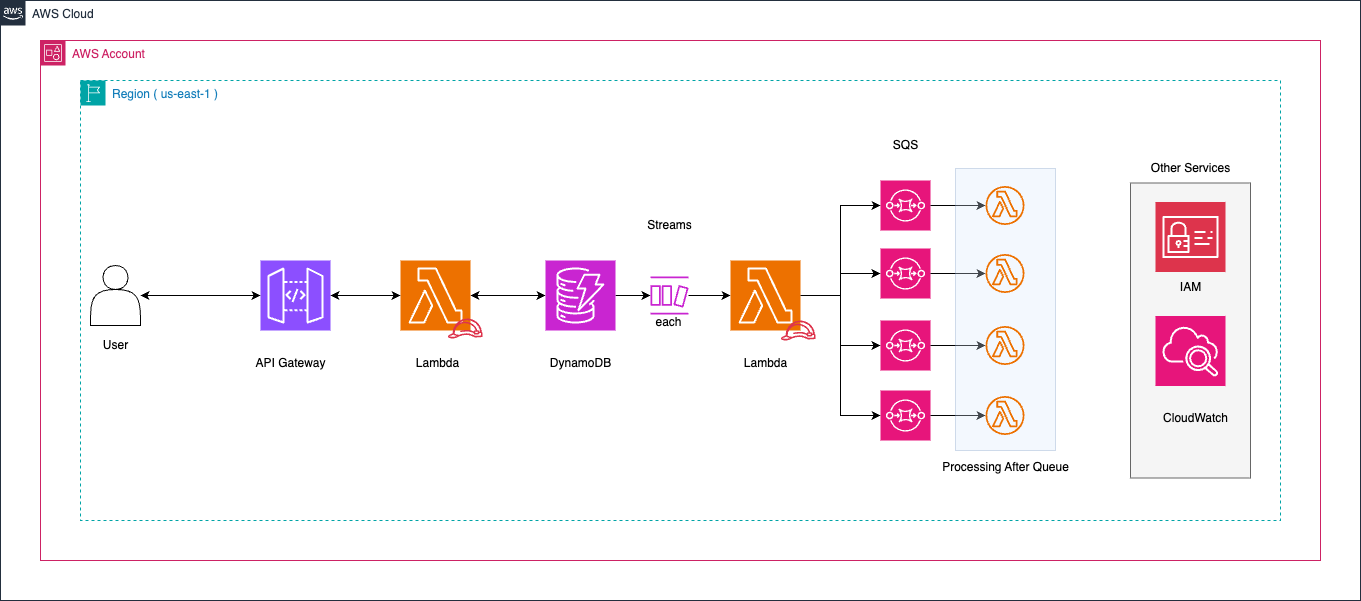 aws
AWS Cloud
AWS Account
Region ( us-east-1 )
SQS
Other Services
Streams
each
IAM
User
API Gateway
Lambda
DynamoDB
Lambda
CloudWatch
Processing After Queue